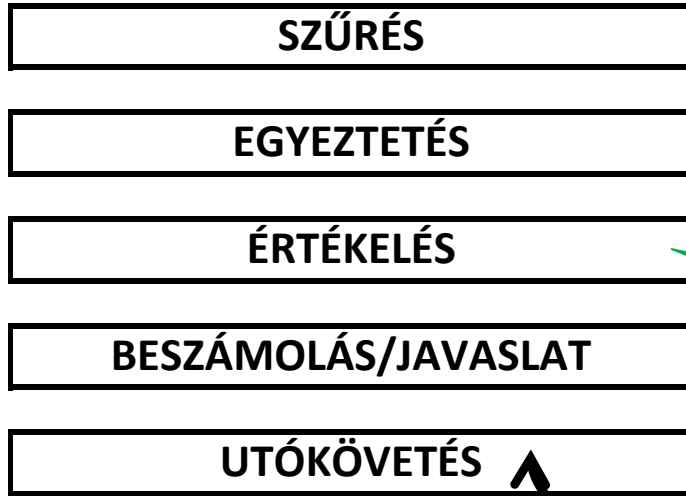 SZŰRÉS
EGYEZTETÉS
ÉRTÉKELÉS
BESZÁMOLÁS/JAVASLAT
UTÓKÖVETÉS